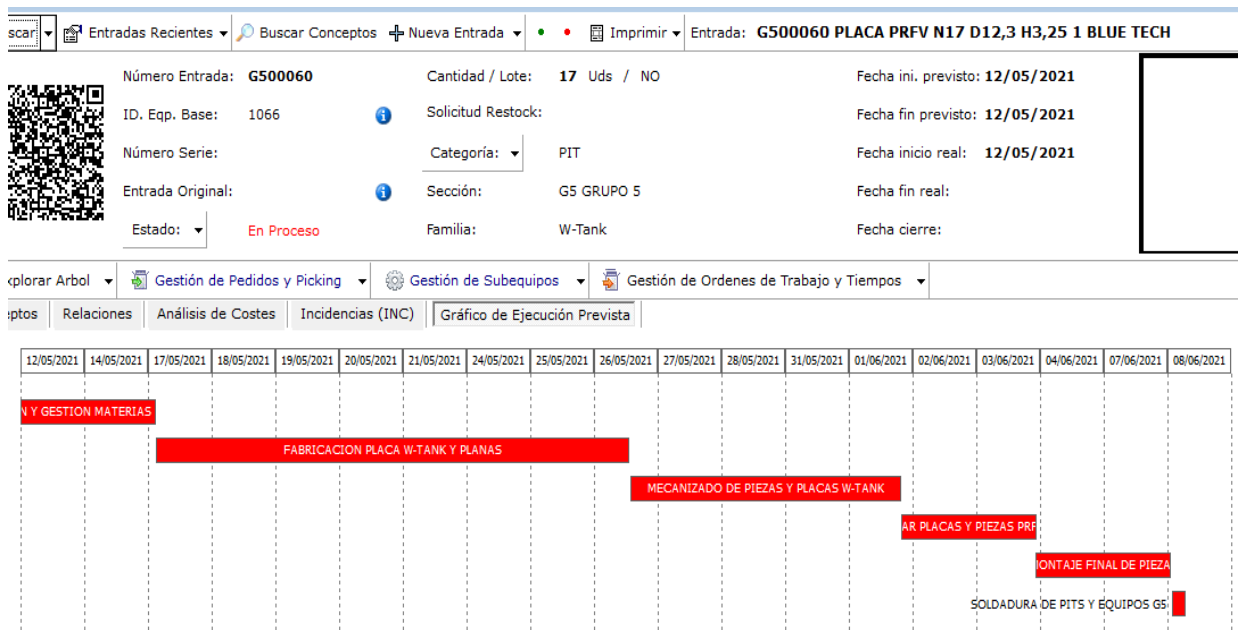 scar Entradas Recientes Buscar Conceptos Nueva Entrada Imprimir Entrada: G500060 PLACA PRFV N17 D12,3 H3,25 1 BLUE TECH
Número Entrada: G500060 Cantidad / Lote: 17 Uds / NO Fecha ini. previsto: 12/05/2021
ID. Eqp. Base: 1066 Solicitud Restock: Fecha fin previsto: 12/05/2021
Número Serie: Categoría: PIT Fecha inicio real: 12/05/2021
Entrada Original: Sección: G5 GRUPO 5 Fecha fin real:
Estado: En Proceso Familia: W-Tank Fecha cierre:
xplorar Arbol Gestión de Pedidos y Picking Gestión de Subequipos Gestión de Ordenes de Trabajo y Tiempos
eptos Relaciones Análisis de Costes Incidencias (INC) Gráfico de Ejecución Prevista
12/05/2021 14/05/2021 17/05/2021 18/05/2021 19/05/2021 20/05/2021 21/05/2021 24/05/2021 25/05/2021 26/05/2021 27/05/2021 28/05/2021 31/05/2021 01/06/2021 02/06/2021 03/06/2021 04/06/2021 07/06/2021 08/06/2021
N Y GESTION MATERIAS
FABRICACION PLACA W-TANK Y PLANAS
MECANIZADO DE PIEZAS Y PLACAS W-TANK
AR PLACAS Y PIEZAS PRF
MONTAJE FINAL DE PIEZA
SOLDADURA DE PITS Y EQUIPOS G5